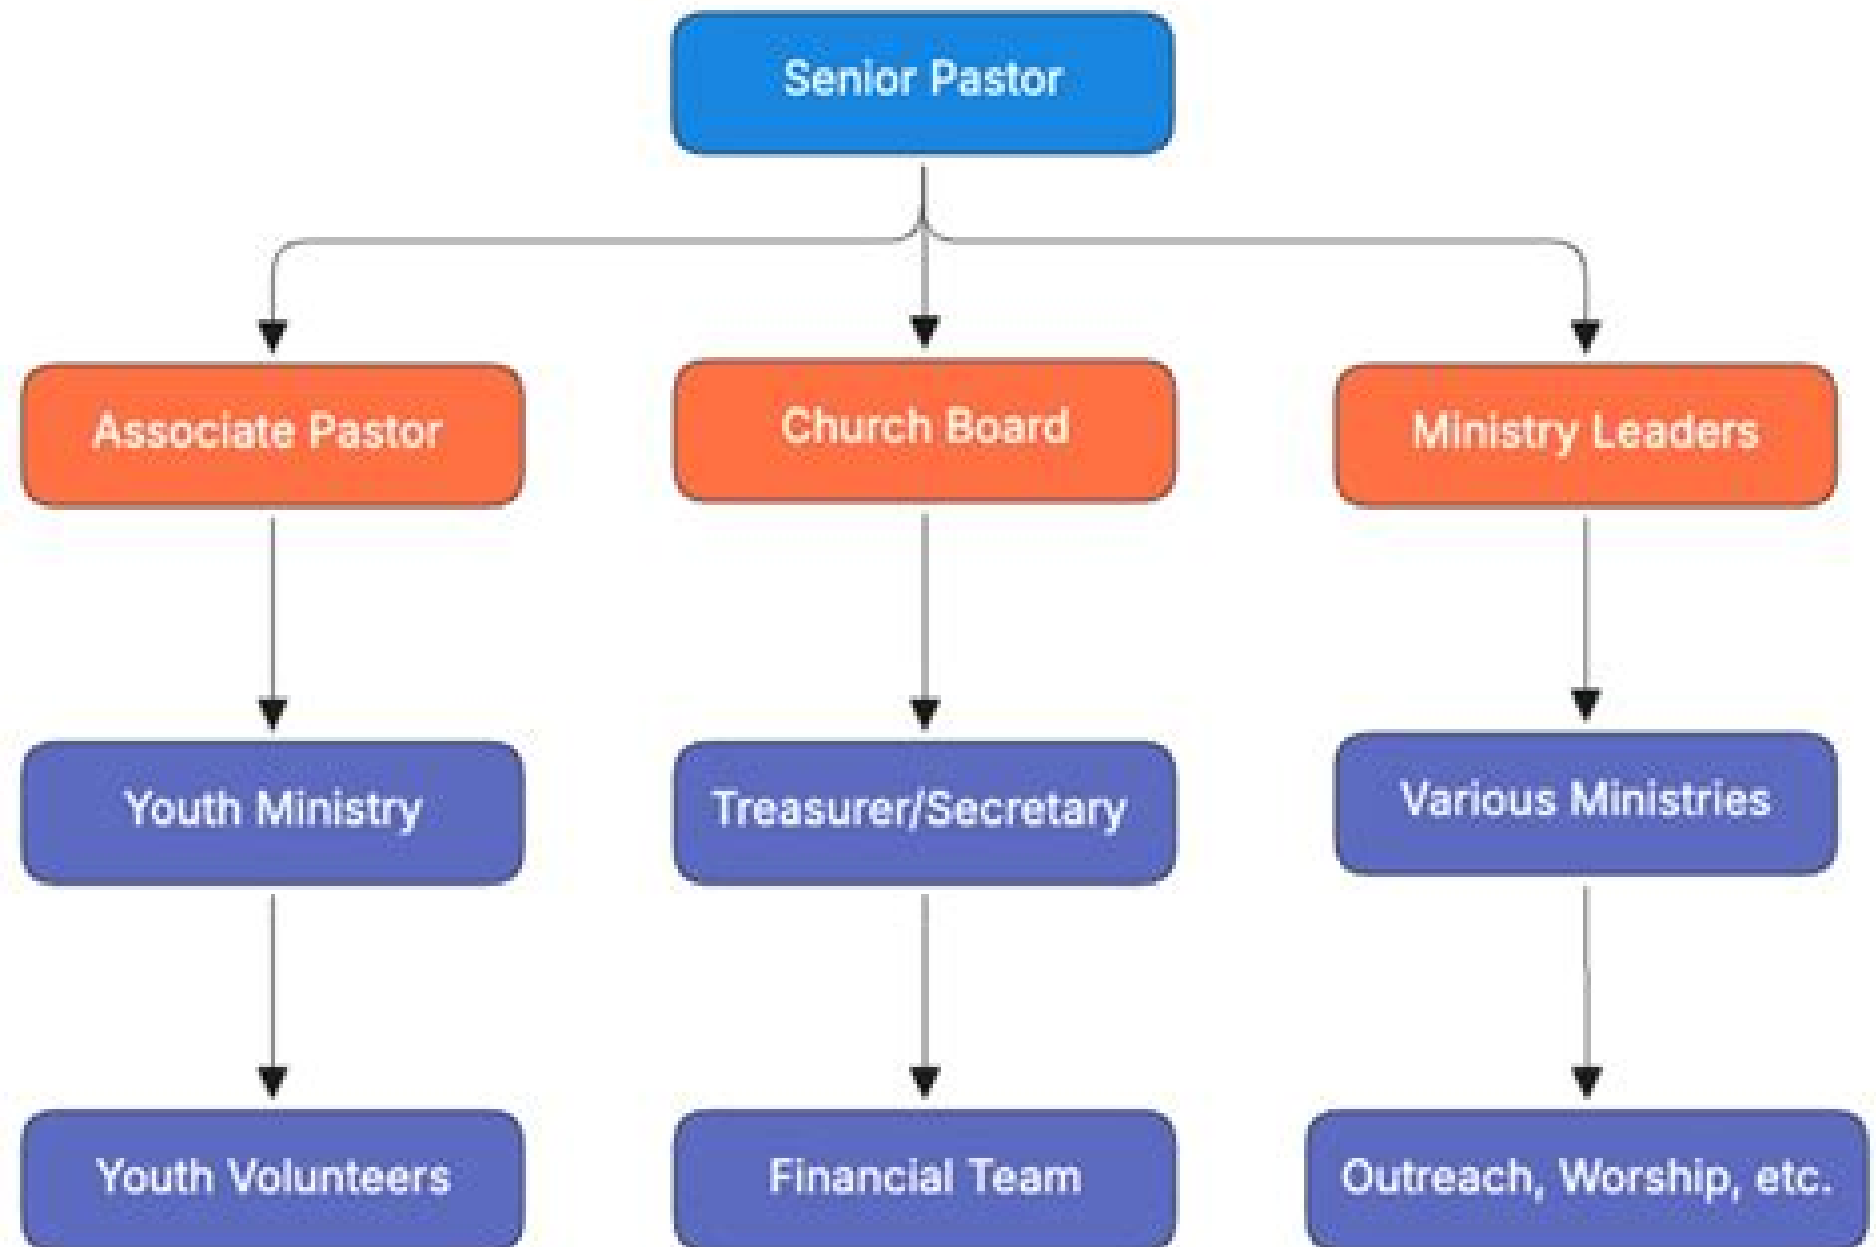 Senior Pastor
Associate Pastor
Church Board
Ministry Leaders
Youth Ministry
Treasurer/Secretary
Various Ministries
Youth Volunteers
Financial Team
Outreach, Worship, etc.